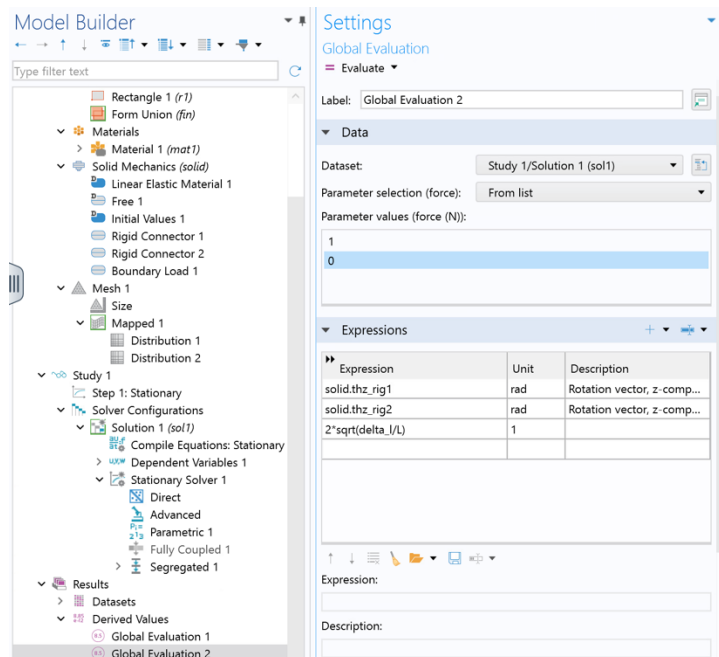 Model Builder
Type filter text
Rectangle 1 (r1)
Form Union (fin)
Materials
Material 1 (mat1)
Solid Mechanics (solid)
Linear Elastic Material 1
Free 1
Initial Values 1
Rigid Connector 1
Rigid Connector 2
Boundary Load 1
Mesh 1
Size
Mapped 1
Distribution 1
Distribution 2
Study 1
Step 1: Stationary
Solver Configurations
Solution 1 (sol1)
Compile Equations: Stationary
Dependent Variables 1
Stationary Solver 1
Direct
Advanced
Parametric 1
Fully Coupled 1
Segregated 1
Results
Datasets
Derived Values
Global Evaluation 1
Global Evaluation 2
Settings
Global Evaluation
= Evaluate
Label: Global Evaluation 2
Data
Dataset: Study 1/Solution 1 (sol1)
Parameter selection (force): From list
Parameter values (force (N)):
1
0
Expressions
Expression Unit Description
solid.thz_rig1 rad Rotation vector, z-comp...
solid.thz_rig2 rad Rotation vector, z-comp...
2*sqrt(delta_l/L) 1
Expression:
Description: